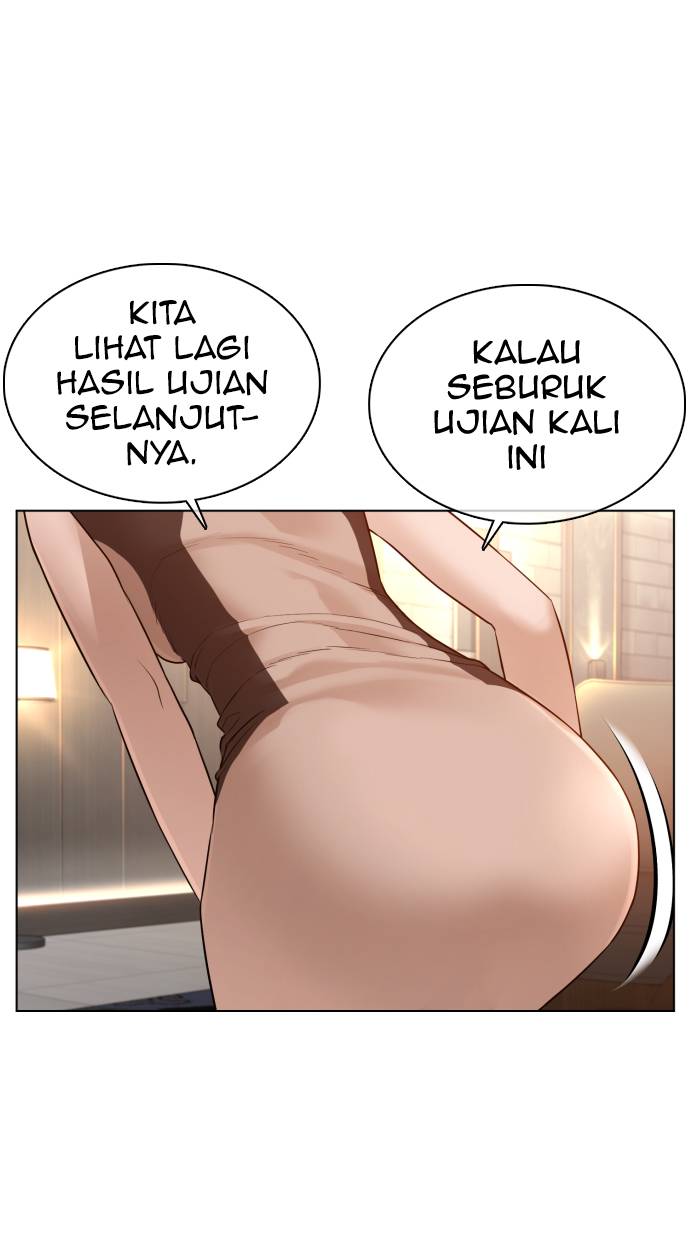 KITA
LIHAT LAGI
HASIL UJIAN
SELANJUT-
NYA.
KALAU
SEBURUK
UJIAN KALI
INI